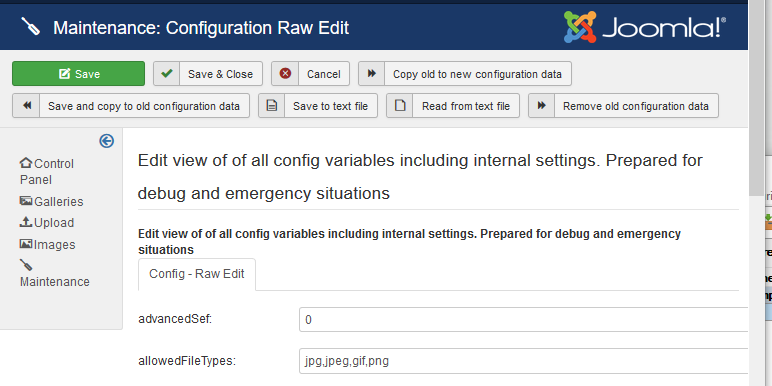 Maintenance: Configuration Raw Edit
Joomla!®
Save
Save & Close
Cancel
Copy old to new configuration data
Save and copy to old configuration data
Save to text file
Read from text file
Remove old configuration data
Control
Panel
Galleries
Upload
Images
Maintenance
Edit view of of all config variables including internal settings. Prepared for
debug and emergency situations
Edit view of of all config variables including internal settings. Prepared for debug and emergency
situations
Config - Raw Edit
advancedSef:
0
allowedFileTypes:
jpg,jpeg,gif,png